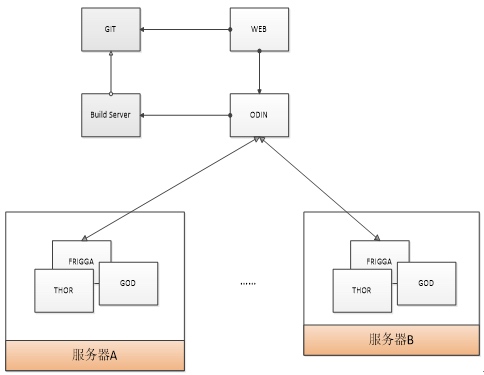 GIT
WEB
Build Server
ODIN
FRIGGA
THOR
GOD
服务器A
……
FRIGGA
THOR
GOD
服务器B